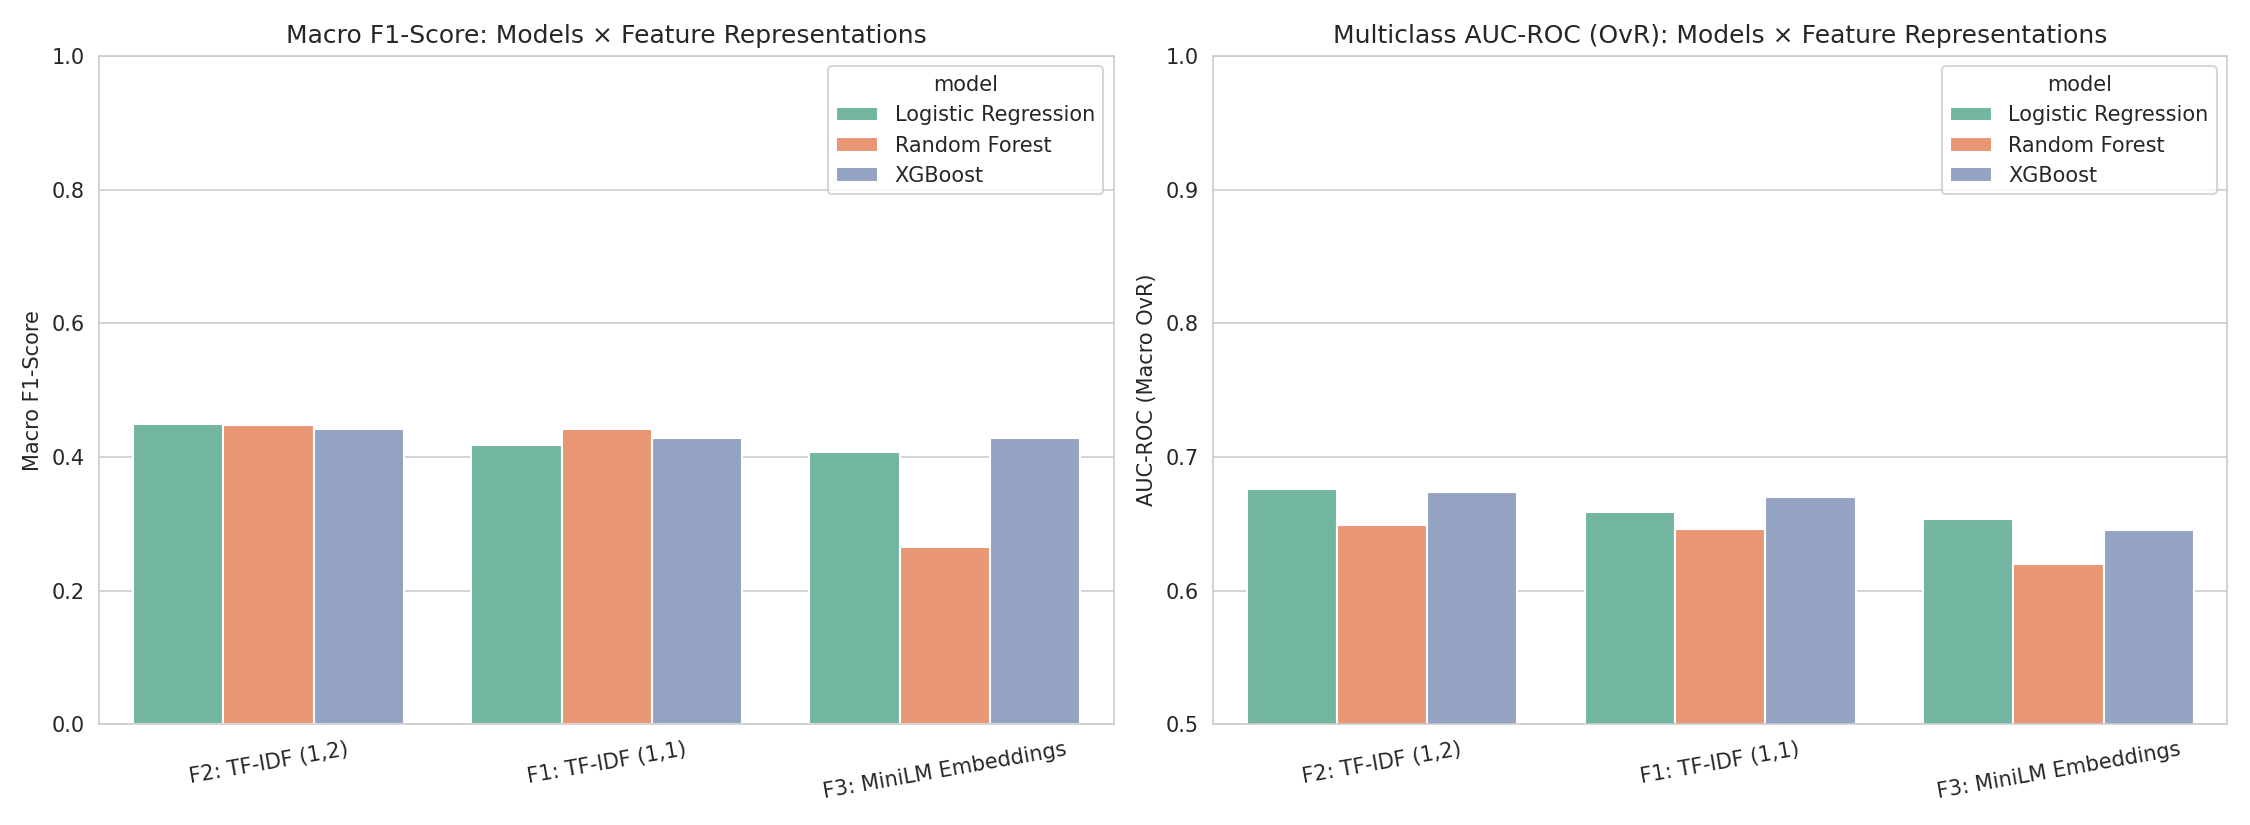 Macro F1-Score: Models × Feature Representations
Macro F1-Score
1.0
0.8
0.6
0.4
0.2
0.0
model
Logistic Regression
Random Forest
XGBoost
F2: TF-IDF (1,2)
F1: TF-IDF (1,1)
F3: MiniLM Embeddings
Multiclass AUC-ROC (OvR): Models × Feature Representations
AUC-ROC (Macro OvR)
1.0
0.9
0.8
0.7
0.6
0.5
model
Logistic Regression
Random Forest
XGBoost
F2: TF-IDF (1,2)
F1: TF-IDF (1,1)
F3: MiniLM Embeddings